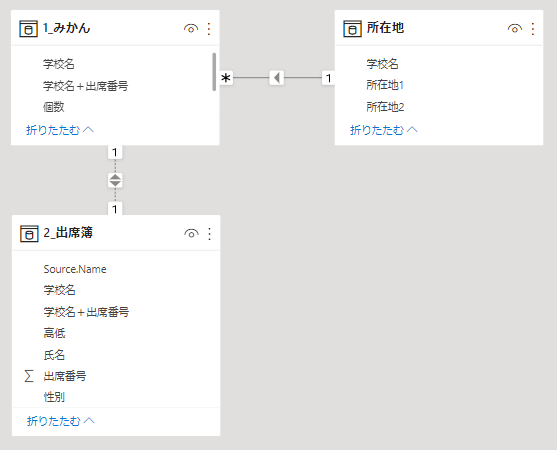 1_みかん
学校名
学校名+出席番号
個数
折りたたむ
*
1
所在地
学校名
所在地1
所在地2
折りたたむ
1
1
2_出席簿
Source.Name
学校名
学校名+出席番号
高低
氏名
∑ 出席番号
性別
折りたたむ